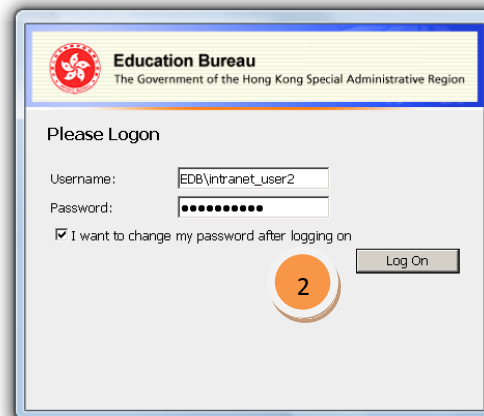 Education Bureau
The Government of the Hong Kong Special Administrative Region
Please Logon
Username: EDB\intranet_user2
Password: ●●●●●●●●●●
I want to change my password after logging on
Log On
2